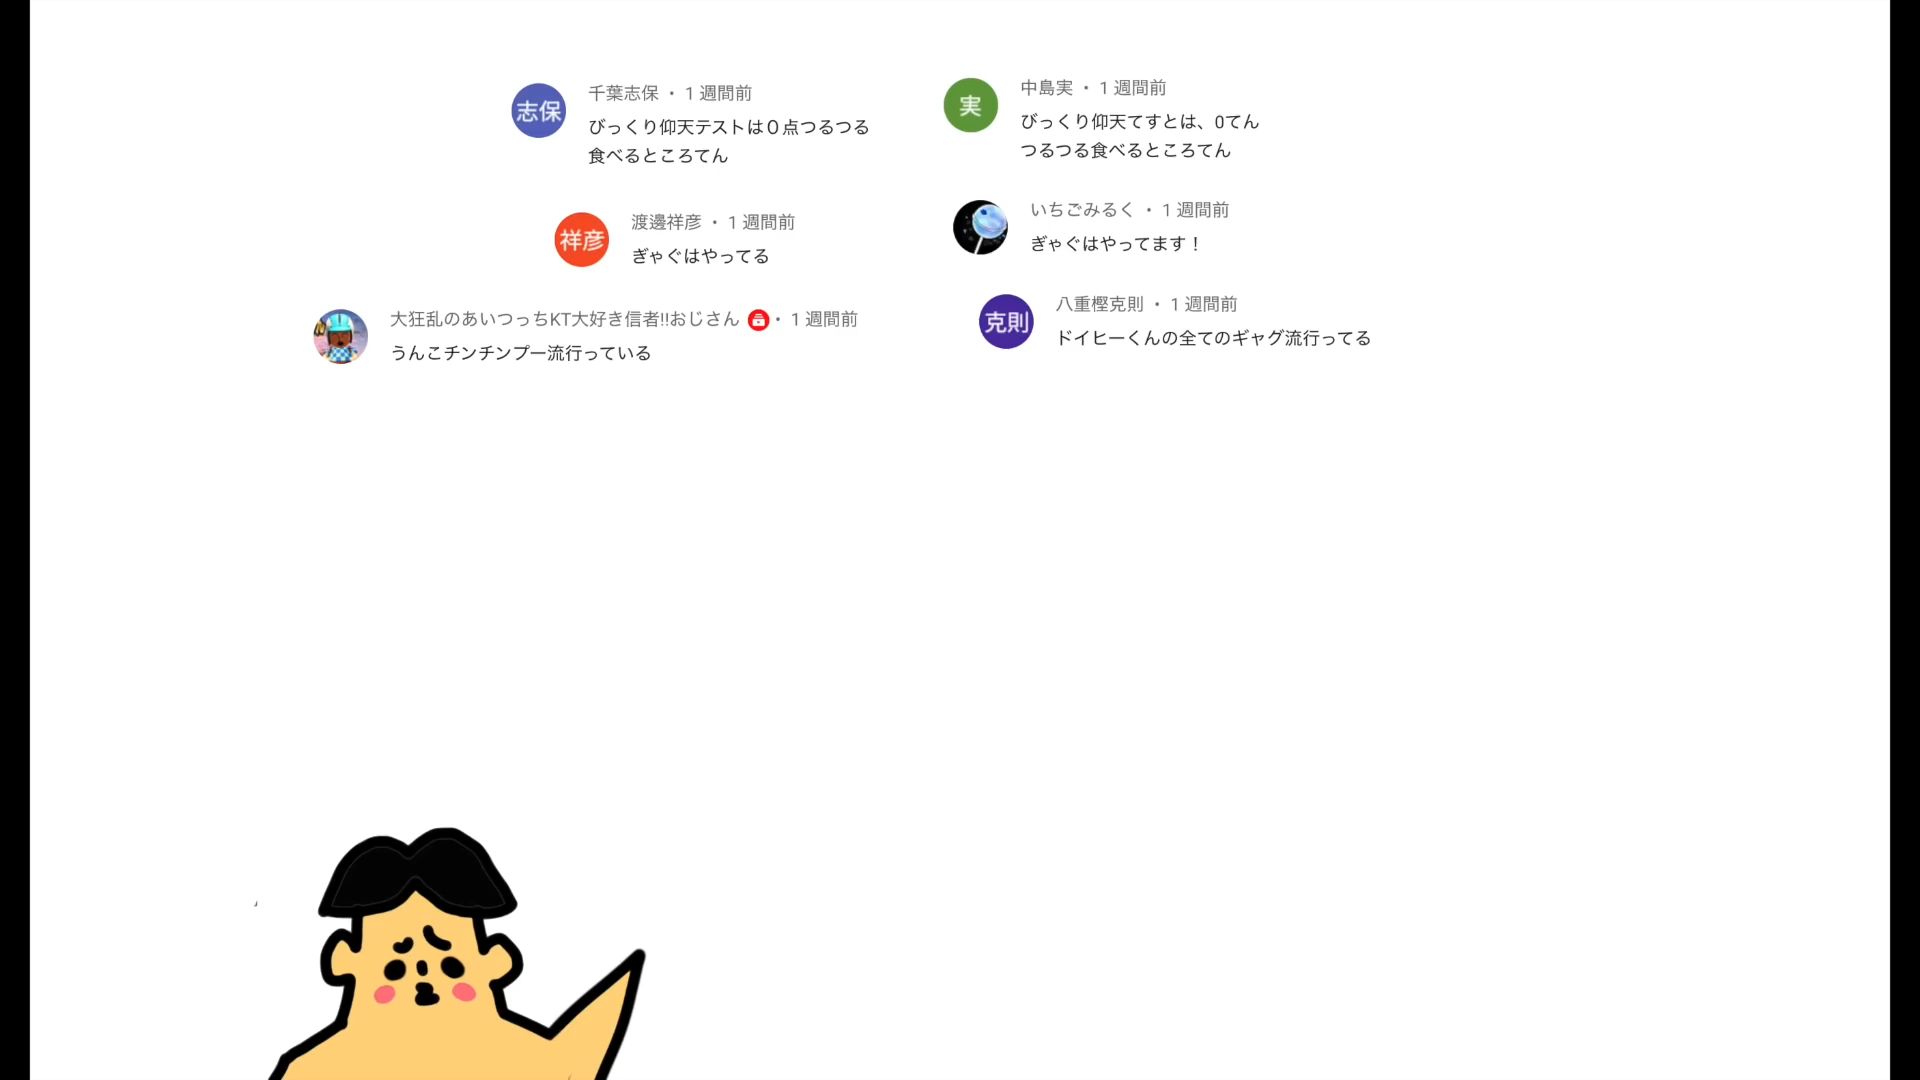 志保
千葉志保 ・ 1 週間前
びっくり仰天テストは０点つるつる
食べるところてん
実
中島実 ・ 1 週間前
びっくり仰天てすとは、0てん
つるつる食べるところてん
祥彦
渡邊祥彦 ・ 1 週間前
ぎゃぐはやってる
いちごみるく ・ 1 週間前
ぎゃぐはやってます！
大狂乱のあいつっちKT大好き信者!!おじさん ・ 1 週間前
うんこチンチンプー流行っている
克則
八重樫克則 ・ 1 週間前
ドイヒーくんの全てのギャグ流行ってる